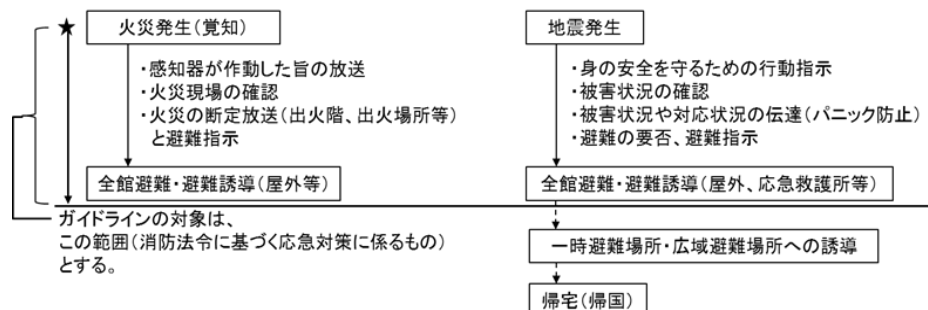 ★
火災発生(覚知)
・感知器が作動した旨の放送
・火災現場の確認
・火災の断定放送(出火階、出火場所等)
と避難指示
全館避難・避難誘導(屋外等)
ガイドラインの対象は、
この範囲(消防法令に基づく応急対策に係るもの)
とする。
地震発生
・身の安全を守るための行動指示
・被害状況の確認
・被害状況や対応状況の伝達(パニック防止)
・避難の要否、避難指示
全館避難・避難誘導(屋外、応急救護所等)
一時避難場所・広域避難場所への誘導
帰宅(帰国)